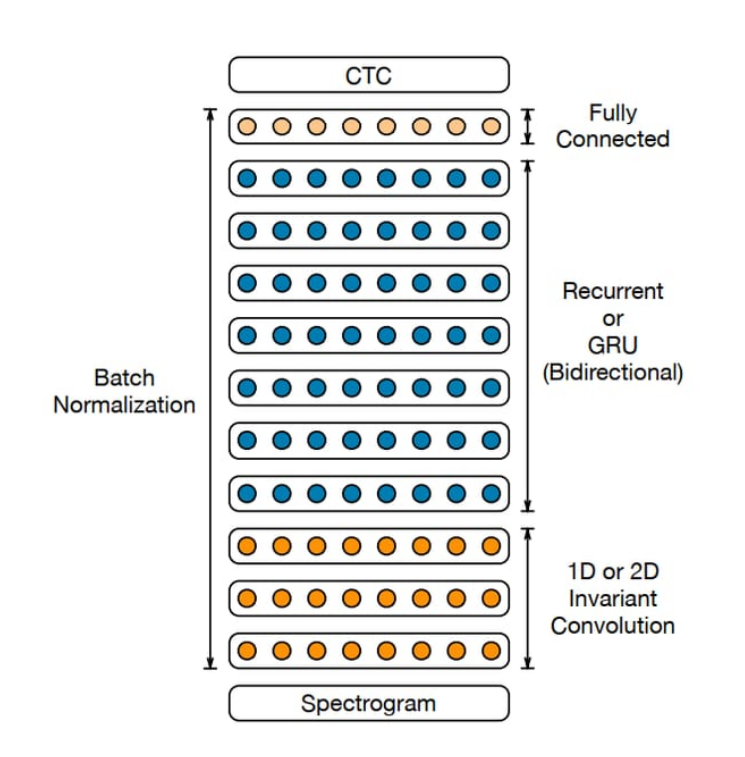 CTC
Fully
Connected
Recurrent
or
GRU
(Bidirectional)
Batch
Normalization
1D or 2D
Invariant
Convolution
Spectrogram